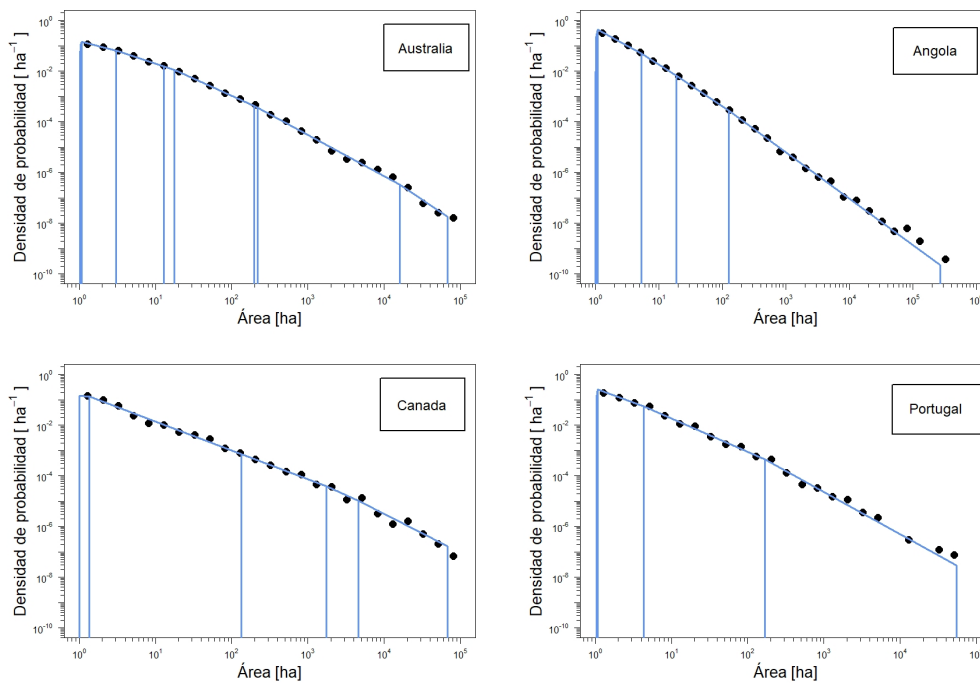 Densidad de probabilidad [ ha⁻¹ ]
10⁰
10⁻²
10⁻⁴
10⁻⁶
10⁻⁸
10⁻¹⁰
Australia
10⁰ 10¹ 10² 10³ 10⁴ 10⁵
Área [ha]
Densidad de probabilidad [ ha⁻¹ ]
10⁰
10⁻²
10⁻⁴
10⁻⁶
10⁻⁸
10⁻¹⁰
Angola
10⁰ 10¹ 10² 10³ 10⁴ 10⁵ 10⁶
Área [ha]
Densidad de probabilidad [ ha⁻¹ ]
10⁰
10⁻²
10⁻⁴
10⁻⁶
10⁻⁸
10⁻¹⁰
Canada
10⁰ 10¹ 10² 10³ 10⁴ 10⁵
Área [ha]
Densidad de probabilidad [ ha⁻¹ ]
10⁰
10⁻²
10⁻⁴
10⁻⁶
10⁻⁸
10⁻¹⁰
Portugal
10⁰ 10¹ 10² 10³ 10⁴ 10⁵
Área [ha]